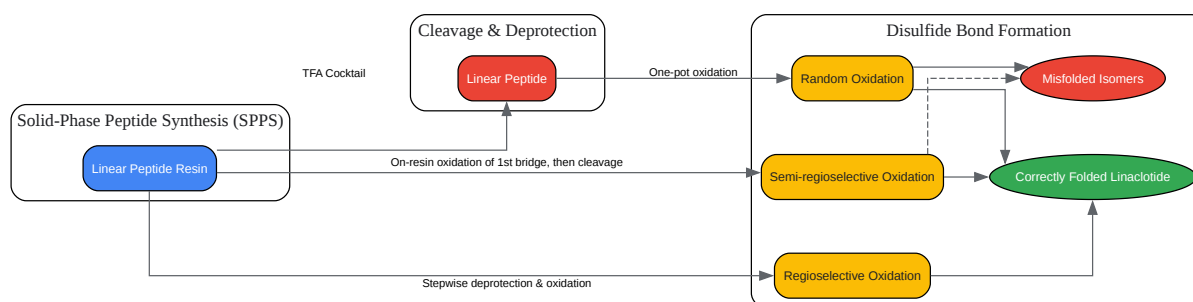 Cleavage & Deprotection
Disulfide Bond Formation
TFA Cocktail
Linear Peptide
One-pot oxidation
Random Oxidation
Misfolded Isomers
Solid-Phase Peptide Synthesis (SPPS)
Linear Peptide Resin
On-resin oxidation of 1st bridge, then cleavage
Semi-regioselective Oxidation
Correctly Folded Linaclotide
Stepwise deprotection & oxidation
Regioselective Oxidation